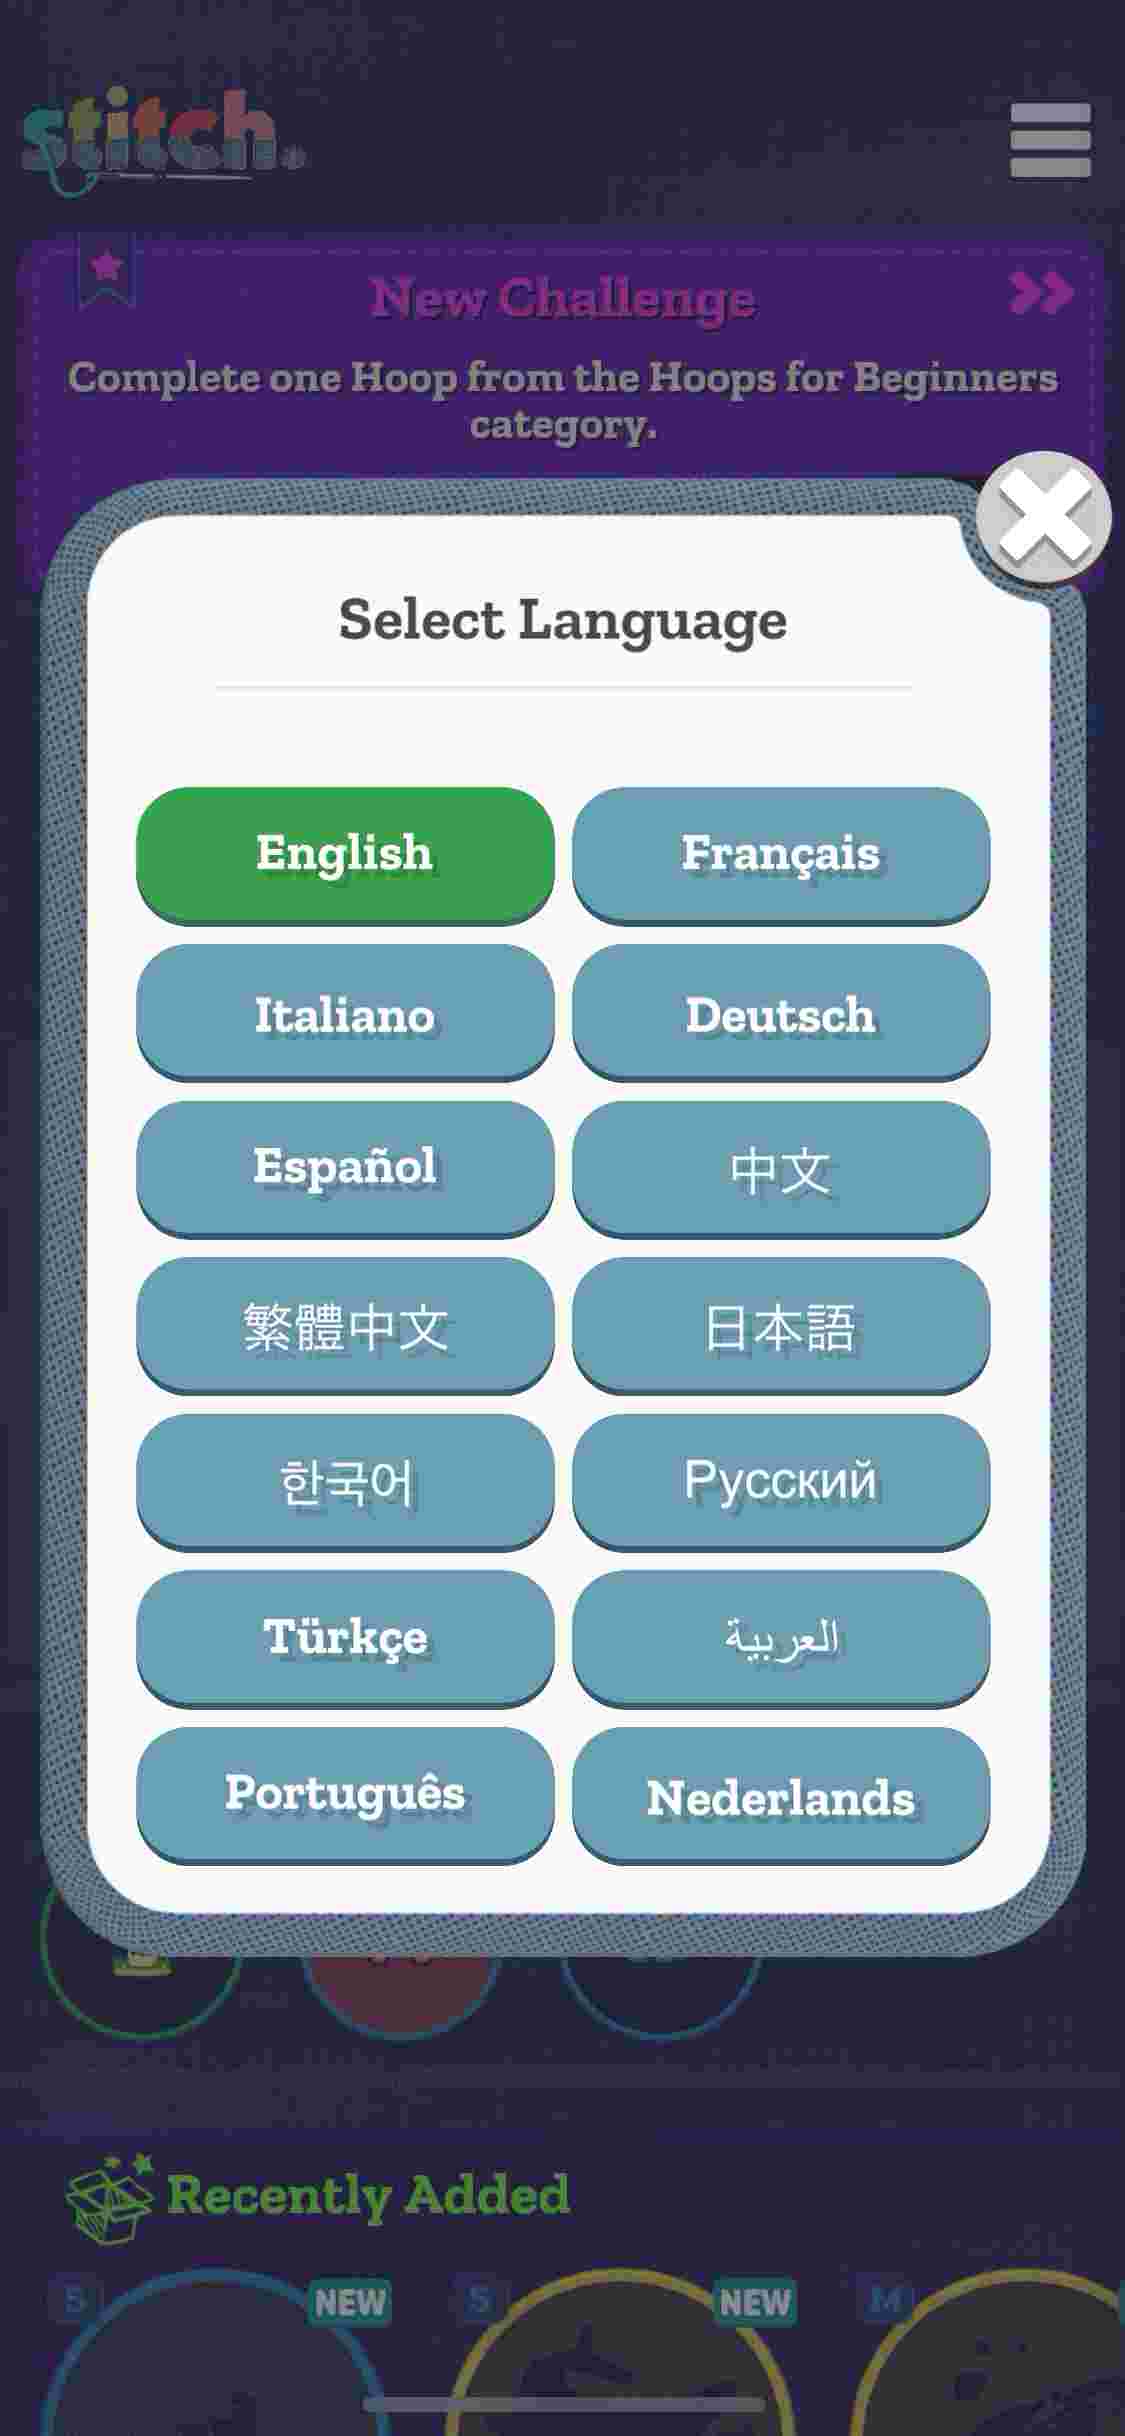 stitch.
New Challenge
Complete one Hoop from the Hoops for Beginners
category.
Select Language
English
Français
Italiano
Deutsch
Español
中文
繁體中文
日本語
한국어
Русский
Türkçe
العربية
Português
Nederlands
Recently Added
S
NEW
S
NEW
M